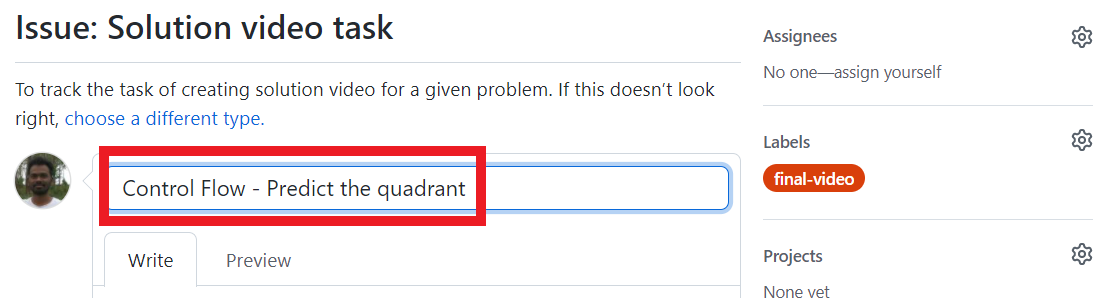 Issue: Solution video task
To track the task of creating solution video for a given problem. If this doesn’t look
right, choose a different type.
Control Flow - Predict the quadrant
Write
Preview
Assignees
No one—assign yourself
Labels
final-video
Projects
None yet